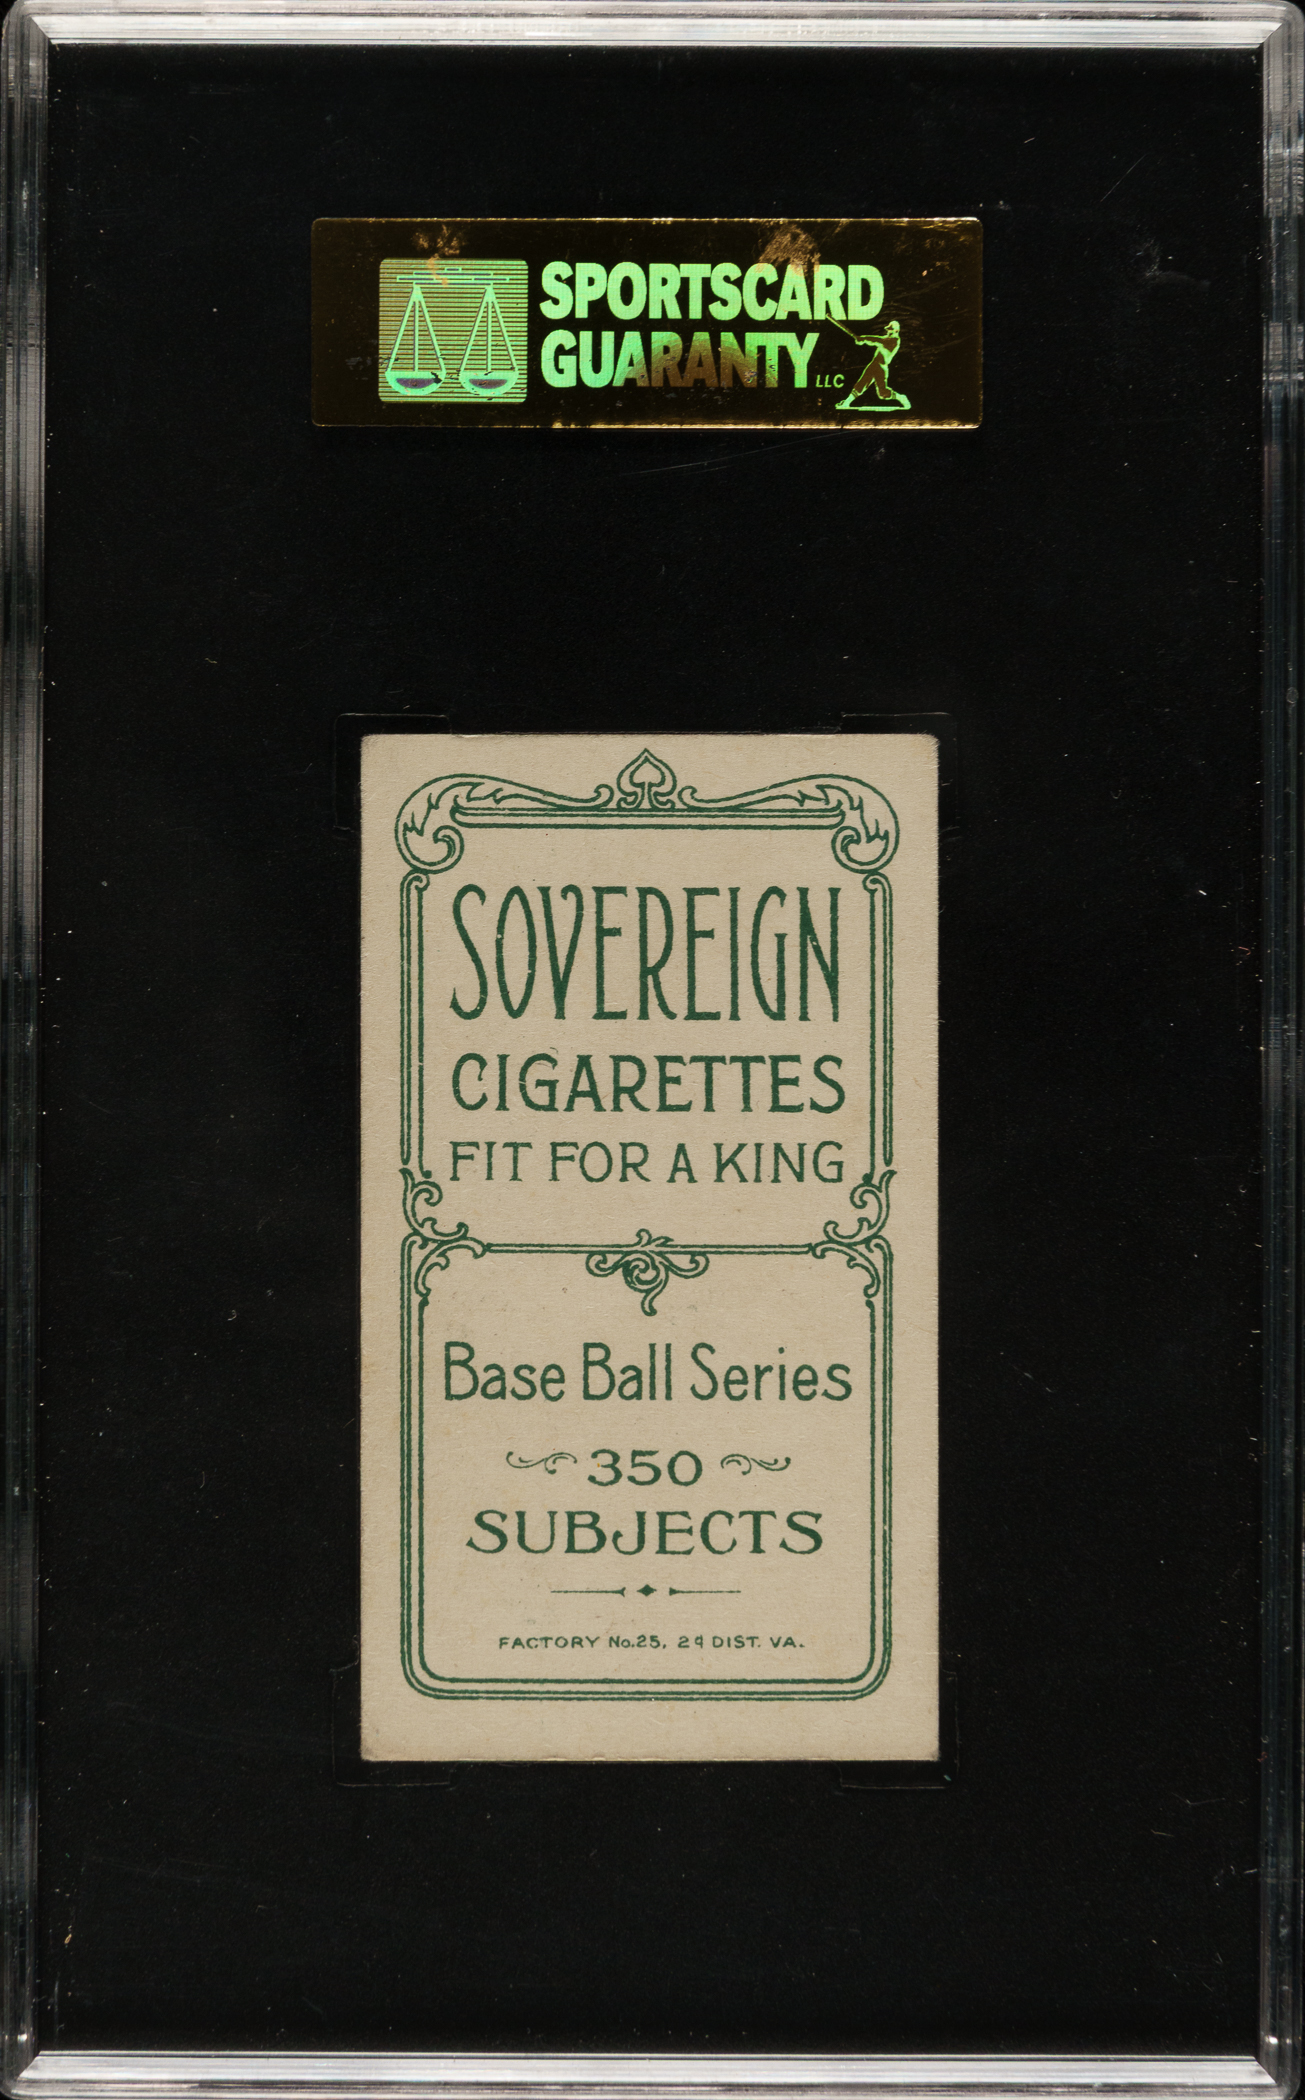 SPORTSCARD
GUARANTY LLC
SOVEREIGN
CIGARETTES
FIT FOR A KING
Base Ball Series
350
SUBJECTS
FACTORY No.25, 2d DIST. VA.